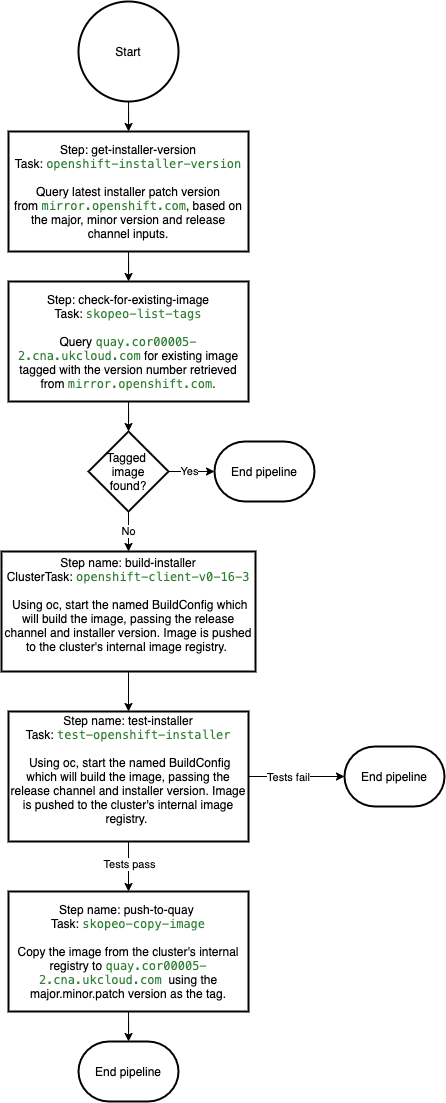 Start
Step: get-installer-version
Task: openshift-installer-version
Query latest installer patch version
from mirror.openshift.com, based on
the major, minor version and release
channel inputs.
Step: check-for-existing-image
Task: skopeo-list-tags
Query quay.cor00005-
2.cna.ukcloud.com for existing image
tagged with the version number retrieved
from mirror.openshift.com.
Tagged
image
found?
Yes
End pipeline
No
Step name: build-installer
ClusterTask: openshift-client-v0-16-3
Using oc, start the named BuildConfig which
will build the image, passing the release
channel and installer version. Image is pushed
to the cluster's internal image registry.
Step name: test-installer
Task: test-openshift-installer
Using oc, start the named BuildConfig
which will build the image, passing the
release channel and installer version. Image
is pushed to the cluster's internal image
registry.
Tests fail
End pipeline
Tests pass
Step name: push-to-quay
Task: skopeo-copy-image
Copy the image from the cluster's internal
registry to quay.cor00005-
2.cna.ukcloud.com using the
major.minor.patch version as the tag.
End pipeline